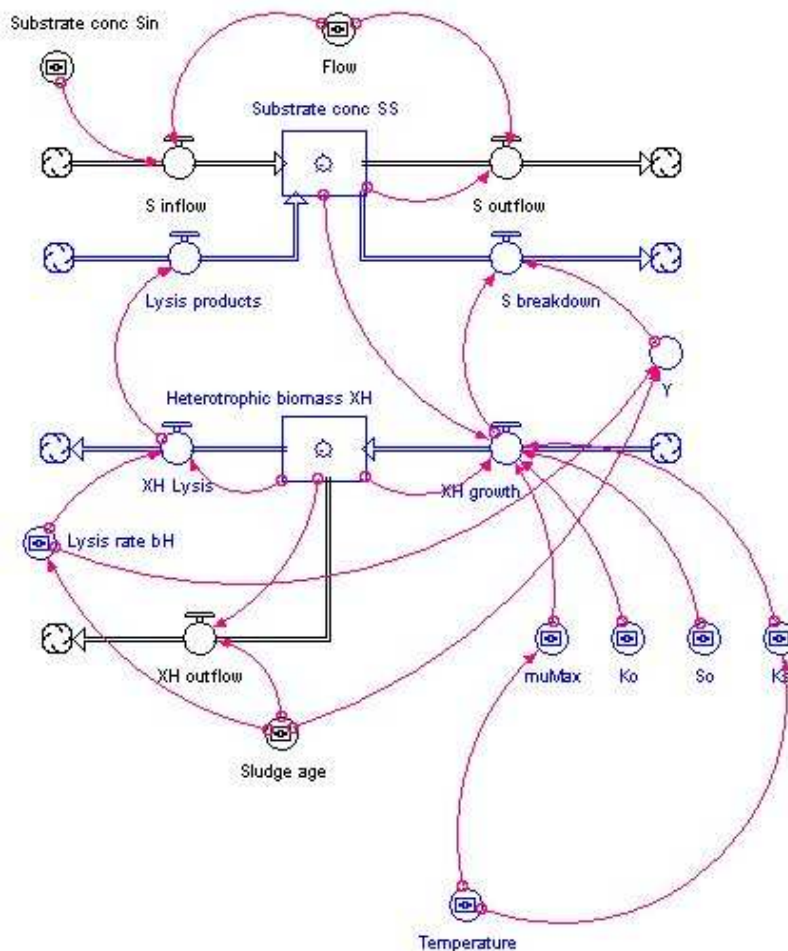 Substrate conc Sin
Flow
Substrate conc SS
S inflow
S outflow
Lysis products
S breakdown
Y
Heterotrophic biomass XH
XH Lysis
XH growth
Lysis rate bH
XH outflow
muMax
Ko
So
Sludge age
Temperature